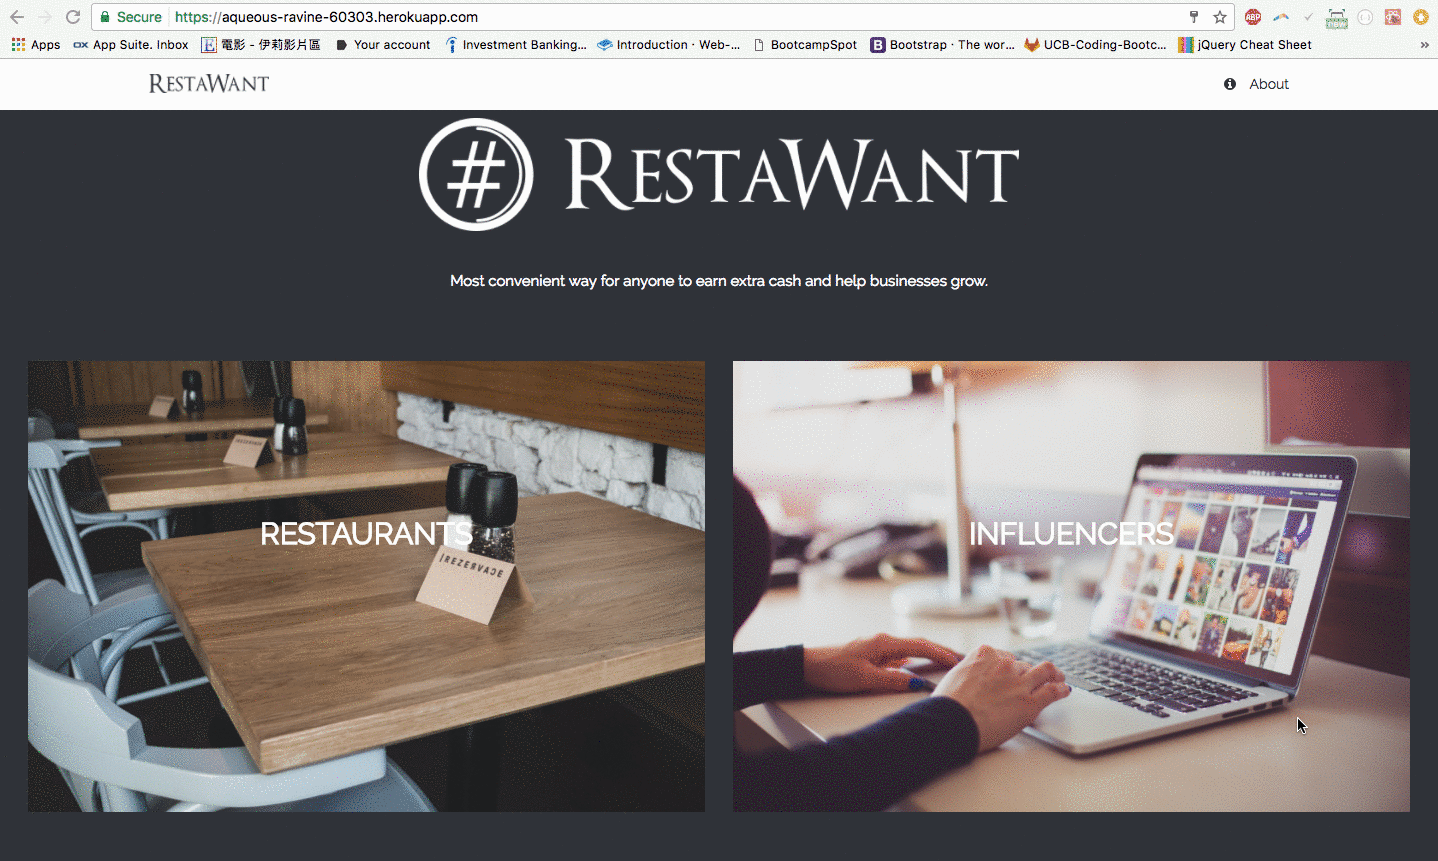 Secure https://aqueous-ravine-60303.herokuapp.com
ABP
Apps App Suite. Inbox 電影 - 伊莉影片區 Your account Investment Banking... Introduction · Web-... BootcampSpot Bootstrap · The wor... UCB-Coding-Bootc... jQuery Cheat Sheet »
RESTAWANT About
# RESTAWANT
Most convenient way for anyone to earn extra cash and help businesses grow.
RESTAURANTS
INFLUENCERS
REZERVACE